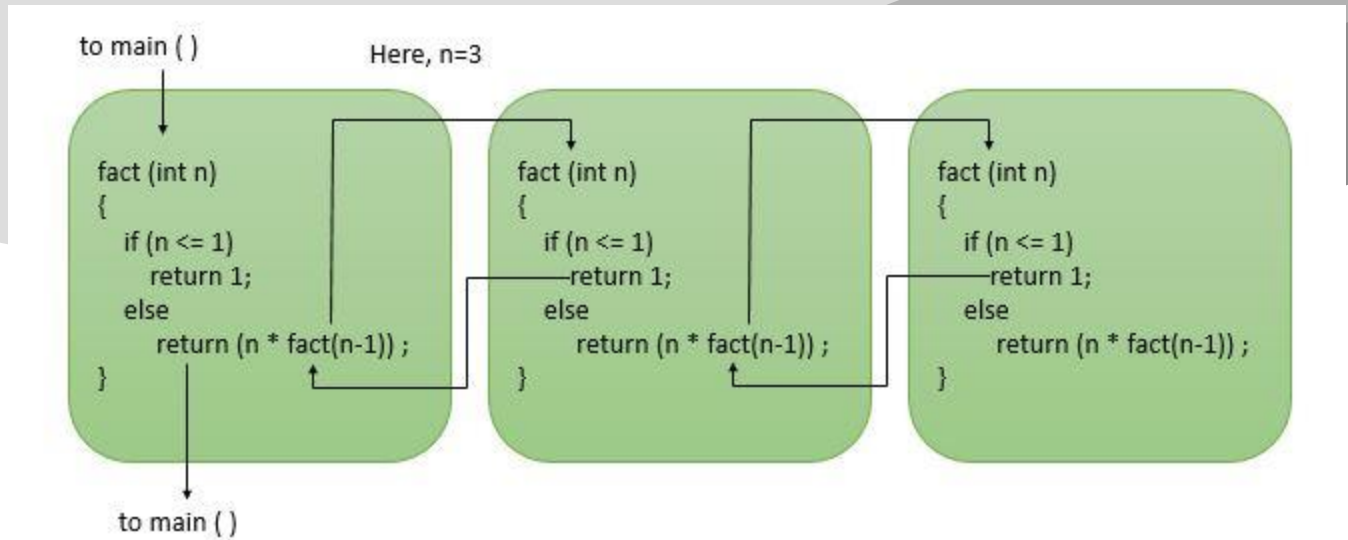 to main ( )
Here, n=3
fact (int n)
{
if (n <= 1)
return 1;
else
return (n * fact(n-1)) ;
}
fact (int n)
{
if (n <= 1)
return 1;
else
return (n * fact(n-1)) ;
}
fact (int n)
{
if (n <= 1)
return 1;
else
return (n * fact(n-1)) ;
}
to main ( )